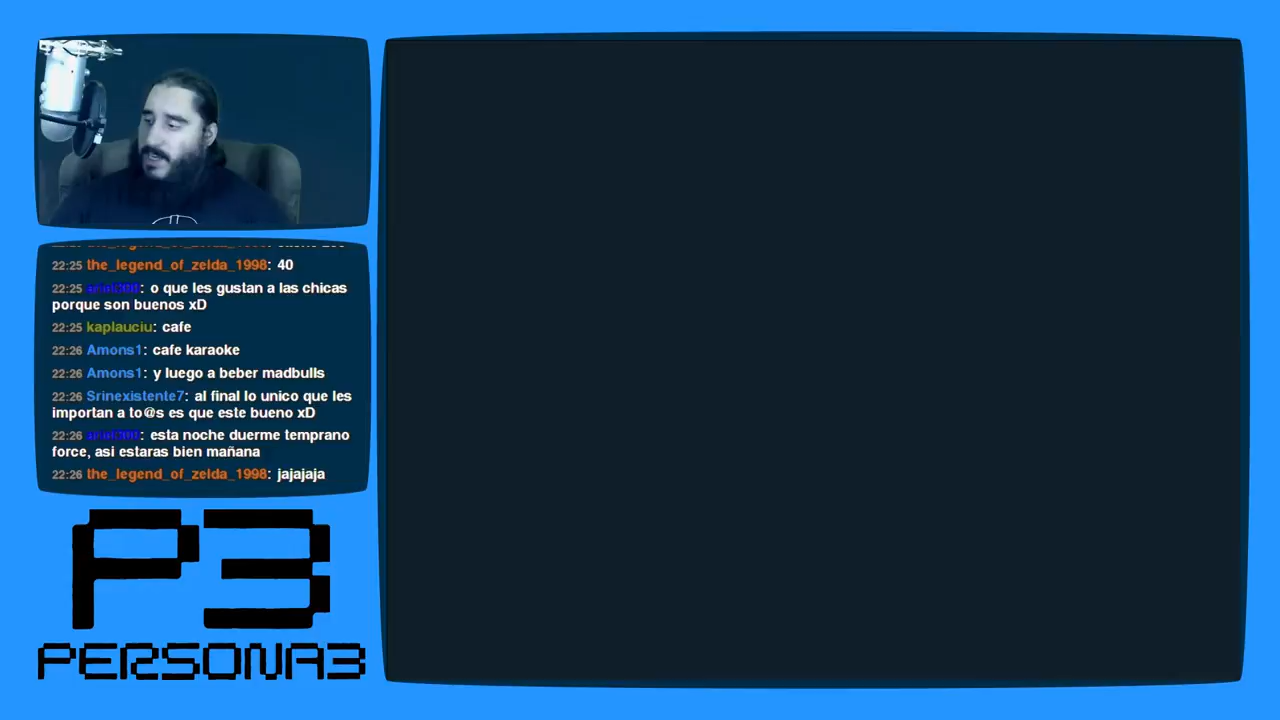 22:25 the_legend_of_zelda_1998: 40
22:25 : o que les gustan a las chicas
porque son buenos xD
22:25 kaplauciu: cafe
22:26 Amons1: cafe karaoke
22:26 Amons1: y luego a beber madbulls
22:26 Srinexistente7: al final lo unico que les
importan a to@s es que este bueno xD
22:26 : esta noche duerme temprano
force, asi estaras bien mañana
22:26 the_legend_of_zelda_1998: jajajaja
P3
PERSONA3